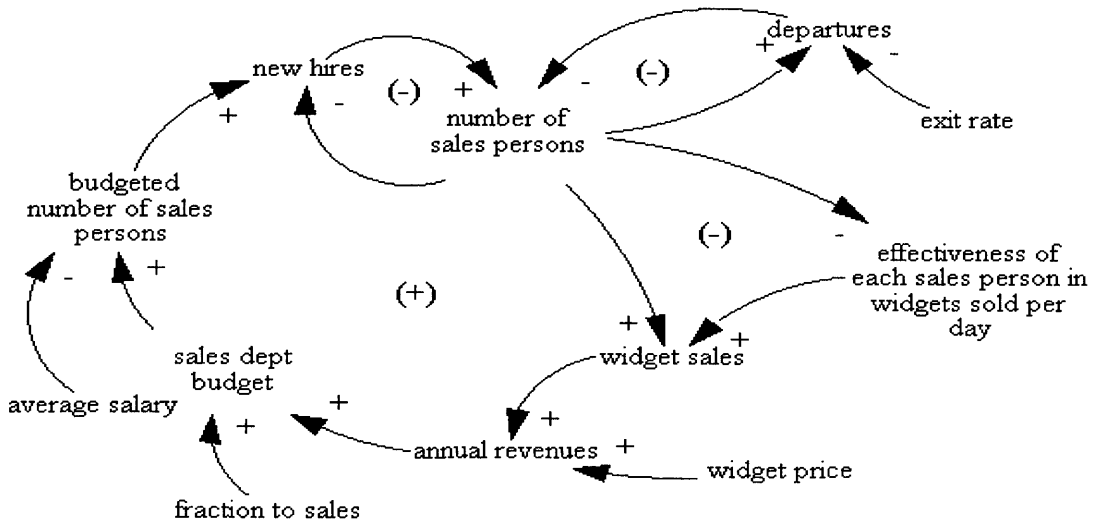 departures
+
-
new hires
-
(-)
+
-
(-)
number of
sales persons
exit rate
+
budgeted
number of sales
persons
-
(-)
effectiveness of
each sales person in
widgets sold per
day
-
+
(+)
+
+
widget sales
sales dept
budget
average salary
+
+
+
+
annual revenues
widget price
fraction to sales